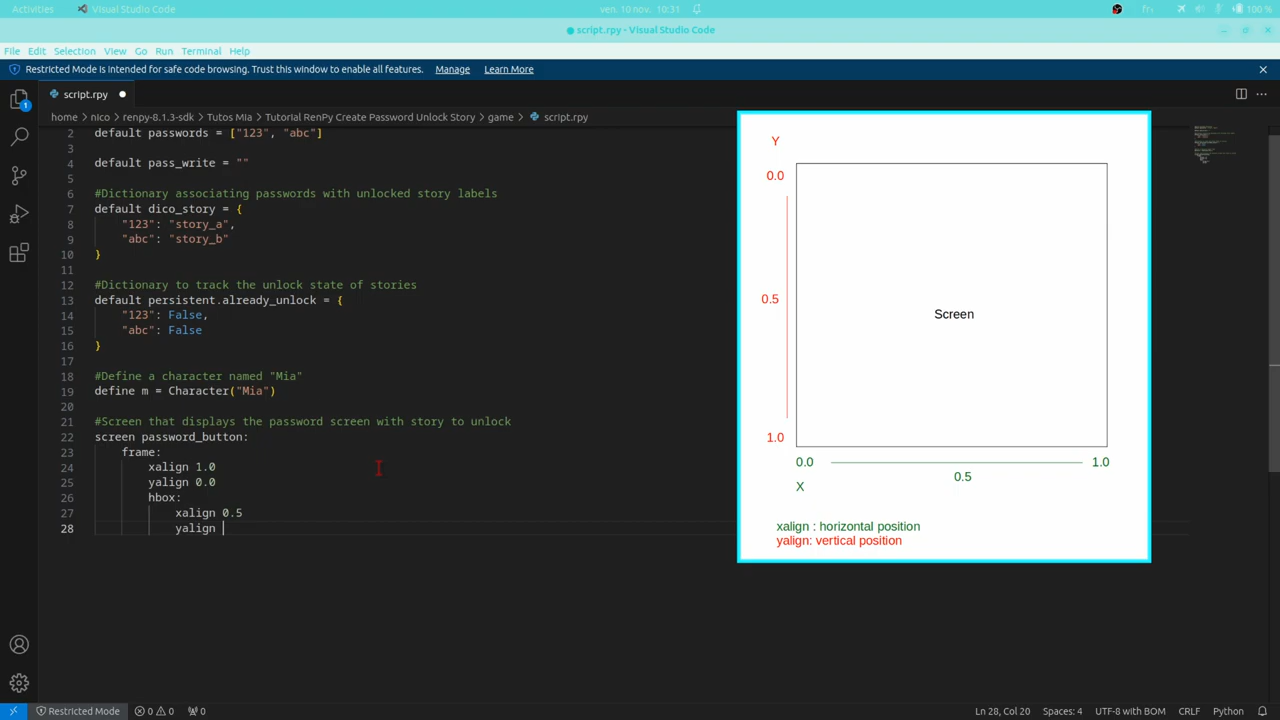 Activities
Visual Studio Code
ven. 10 nov. 10:31
fr₁
100 %
script.rpy - Visual Studio Code
File Edit Selection View Go Run Terminal Help
Restricted Mode is intended for safe code browsing. Trust this window to enable all features. Manage Learn More
1
script.rpy
home > nico > renpy-8.1.3-sdk > Tutos Mia > Tutorial RenPy Create Password Unlock Story > game > script.rpy
2 default passwords = ["123", "abc"]
3
4 default pass_write = ""
5
6 #Dictionary associating passwords with unlocked story labels
7 default dico_story = {
8 "123": "story_a",
9 "abc": "story_b"
10 }
11
12 #Dictionary to track the unlock state of stories
13 default persistent.already_unlock = {
14 "123": False,
15 "abc": False
16 }
17
18 #Define a character named "Mia"
19 define m = Character("Mia")
20
21 #Screen that displays the password screen with story to unlock
22 screen password_button:
23 frame:
24 xalign 1.0
25 yalign 0.0
26 hbox:
27 xalign 0.5
28 yalign
Y
0.0
0.5
Screen
1.0
0.0
1.0
0.5
X
xalign : horizontal position
yalign: vertical position
Restricted Mode
0 0
0
Ln 28, Col 20
Spaces: 4
UTF-8 with BOM
CRLF
Python